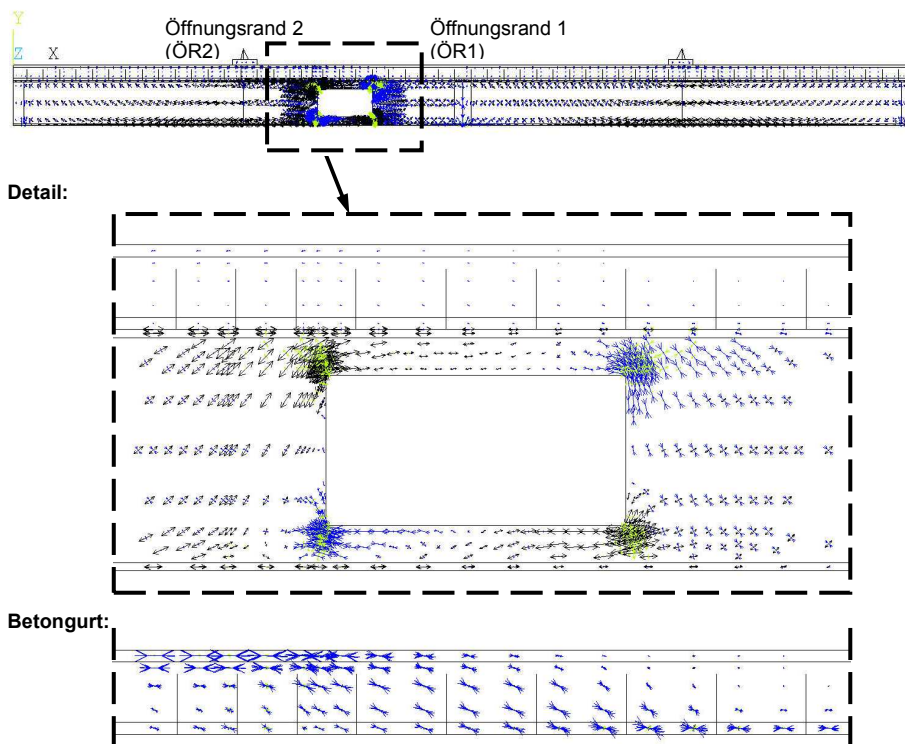 Y
Z X
Öffnungsrand 2
(ÖR2)
Öffnungsrand 1
(ÖR1)
Detail:
Betongurt: